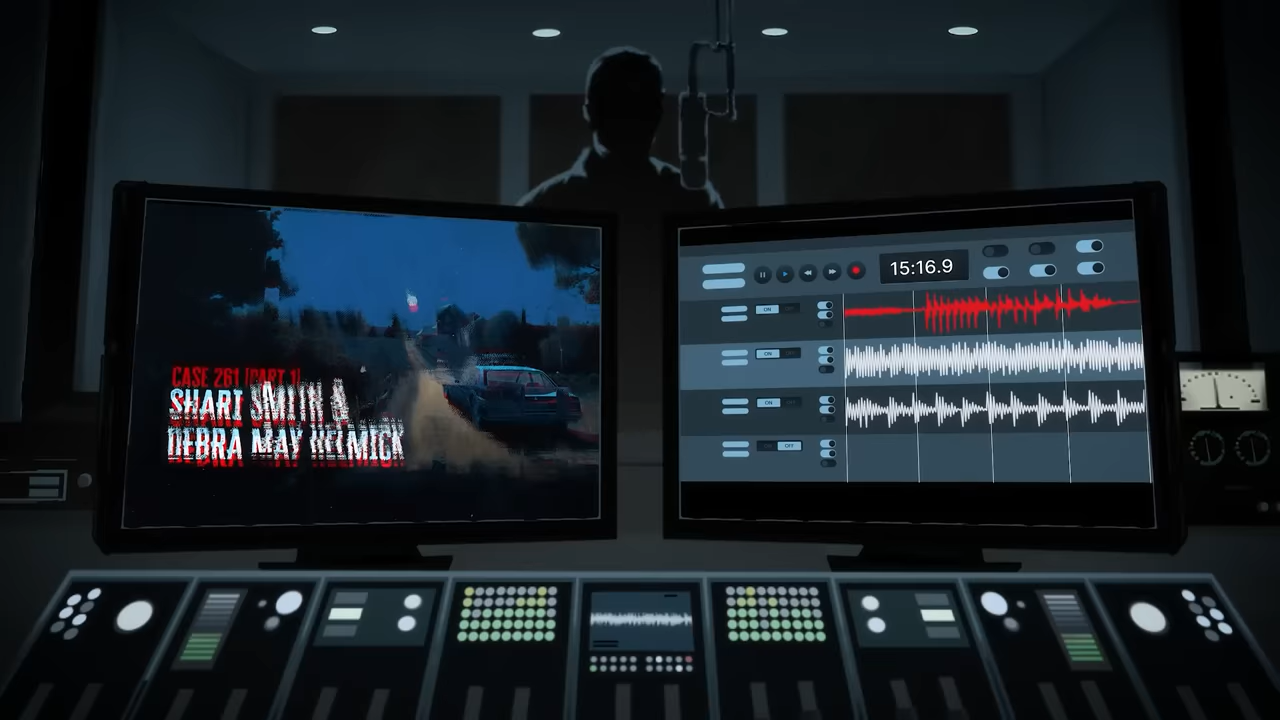 CASE 261 [PART 1]
SHARI SMITH &
DEBRA MAY HELMICK
15:16.9
ON
ON
ON
OFF